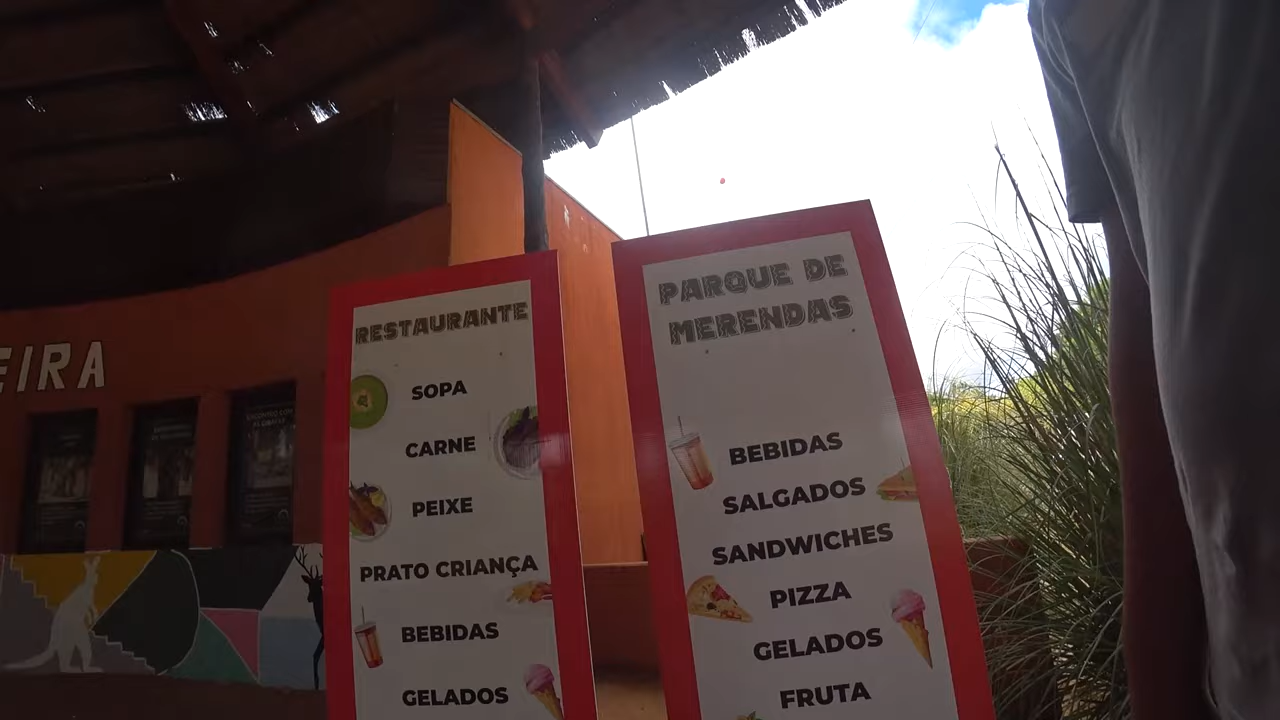 EIRA
RESTAURANTE
SOPA
CARNE
PEIXE
PRATO CRIANÇA
BEBIDAS
GELADOS
PARQUE DE
MERENDAS
BEBIDAS
SALGADOS
SANDWICHES
PIZZA
GELADOS
FRUTA